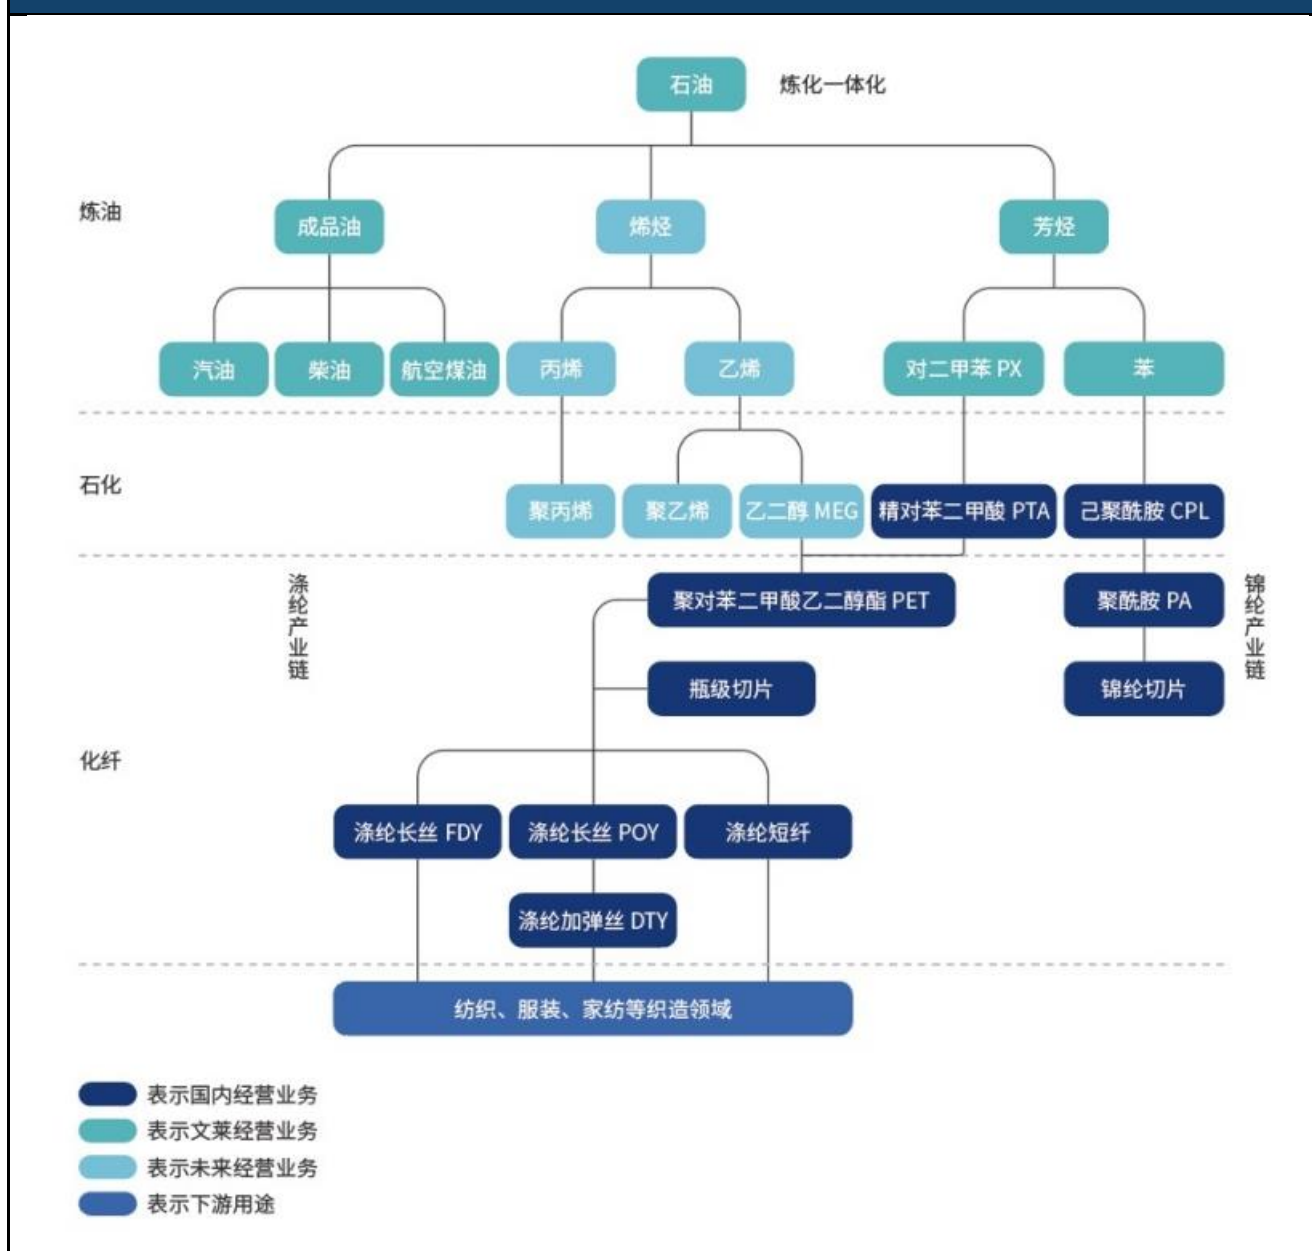 石油
炼化一体化
炼油
成品油
烯烃
芳烃
汽油
柴油
航空煤油
丙烯
乙烯
对二甲苯 PX
苯
石化
聚丙烯
聚乙烯
乙二醇 MEG
精对苯二甲酸 PTA
己聚酰胺 CPL
涤纶产业链
聚对苯二甲酸乙二醇酯 PET
聚酰胺 PA
锦纶产业链
瓶级切片
锦纶切片
化纤
涤纶长丝 FDY
涤纶长丝 POY
涤纶短纤
涤纶加弹丝 DTY
纺织、服装、家纺等织造领域
表示国内经营业务
表示文莱经营业务
表示未来经营业务
表示下游用途